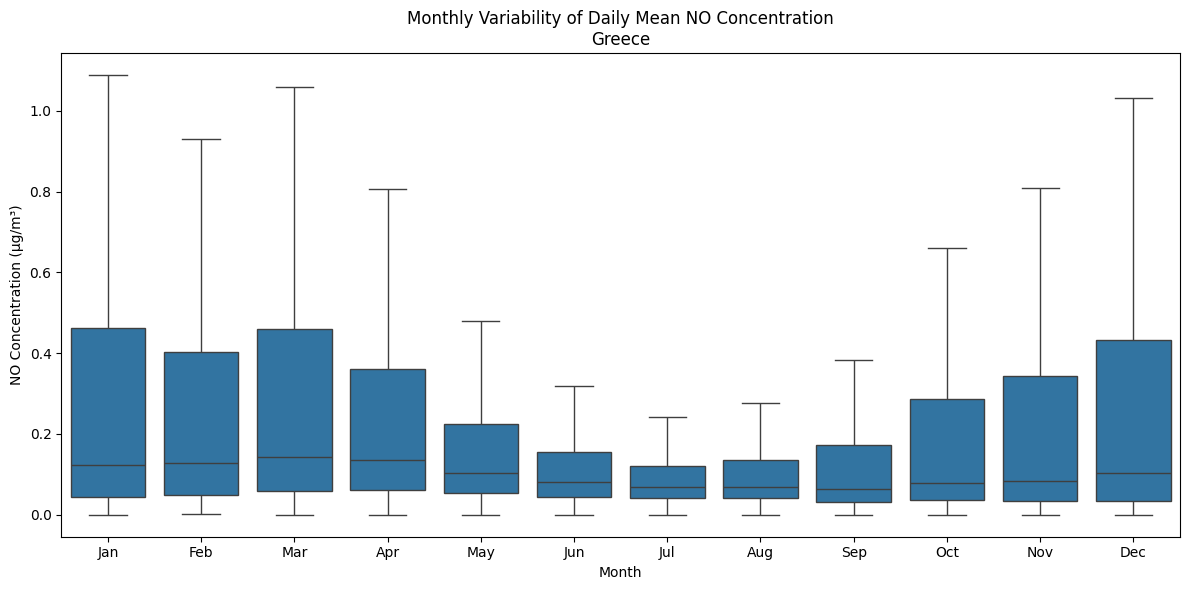 Monthly Variability of Daily Mean NO Concentration
Greece
NO Concentration (µg/m³)
1.0
0.8
0.6
0.4
0.2
0.0
Jan Feb Mar Apr May Jun Jul Aug Sep Oct Nov Dec
Month